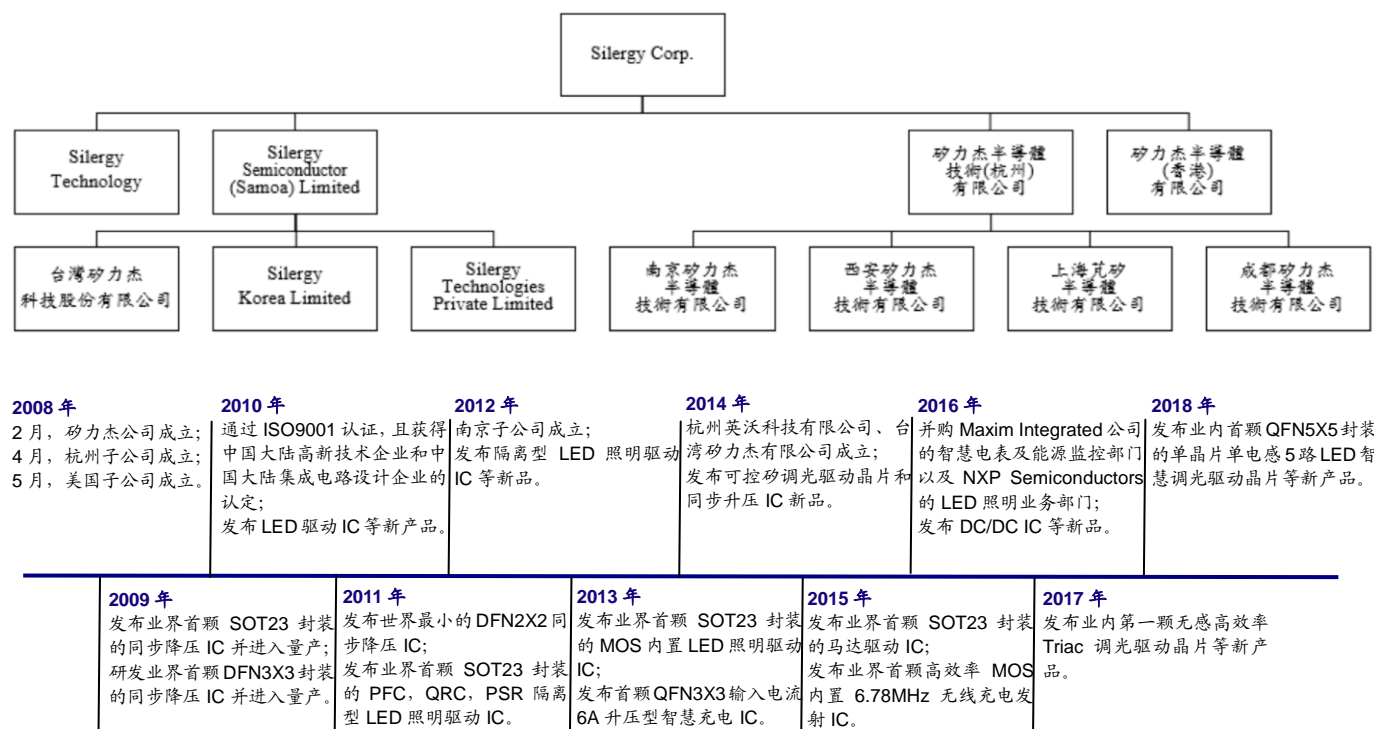 Silergy Corp.
Silergy
Technology
Silergy
Semiconductor
(Samoa) Limited
矽力杰半導體
技術(杭州)
有限公司
矽力杰半導體
(香港)
有限公司
台灣矽力杰
科技股份有限公司
Silergy
Korea Limited
Silergy
Technologies
Private Limited
南京矽力杰
半導體
技術有限公司
西安矽力杰
半導體
技術有限公司
上海芃矽
半導體
技術有限公司
成都矽力杰
半導體
技術有限公司
2008 年
2 月，矽力杰公司成立；
4 月，杭州子公司成立；
5 月，美国子公司成立。
2010 年
通过 ISO9001 认证，且获得
中国大陆高新技术企业和中
国大陆集成电路设计企业的
认定；
发布 LED 驱动 IC 等新产品。
2012 年
南京子公司成立；
发布隔离型 LED 照明驱动
IC 等新品。
2014 年
杭州英沃科技有限公司、台
湾矽力杰有限公司成立；
发布可控矽调光驱动晶片和
同步升压 IC 新品。
2016 年
并购 Maxim Integrated 公司
的智慧电表及能源监控部门
以及 NXP Semiconductors
的 LED 照明业务部门；
发布 DC/DC IC 等新品。
2018 年
发布业内首颗 QFN5X5 封装
的单晶片单电感 5 路 LED 智
慧调光驱动晶片等新产品。
2009 年
发布业界首颗 SOT23 封装
的同步降压 IC 并进入量产；
研发业界首颗 DFN3X3 封装
的同步降压 IC 并进入量产。
2011 年
发布世界最小的 DFN2X2 同
步降压 IC；
发布业界首颗 SOT23 封装
的 PFC，QRC，PSR 隔离
型 LED 照明驱动 IC。
2013 年
发布业界首颗 SOT23 封装
的 MOS 内置 LED 照明驱动
IC；
发布首颗 QFN3X3 输入电流
6A 升压型智慧充电 IC。
2015 年
发布业界首颗 SOT23 封装
的马达驱动 IC；
发布业界首颗高效率 MOS
内置 6.78MHz 无线充电发
射 IC。
2017 年
发布业内第一颗无感高效率
Triac 调光驱动晶片等新产
品。